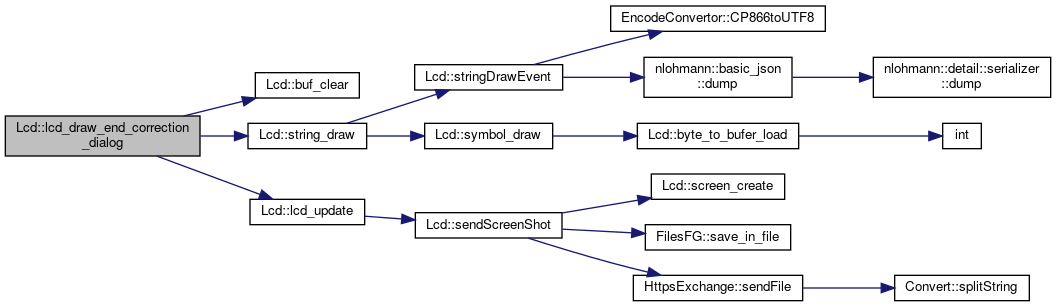 Lcd::lcd_draw_end_correction
_dialog
Lcd::buf_clear
Lcd::string_draw
Lcd::stringDrawEvent
EncodeConvertor::CP866toUTF8
nlohmann::basic_json
::dump
nlohmann::detail::serializer
::dump
Lcd::symbol_draw
Lcd::byte_to_bufer_load
int
Lcd::lcd_update
Lcd::sendScreenShot
Lcd::screen_create
FilesFG::save_in_file
HttpsExchange::sendFile
Convert::splitString